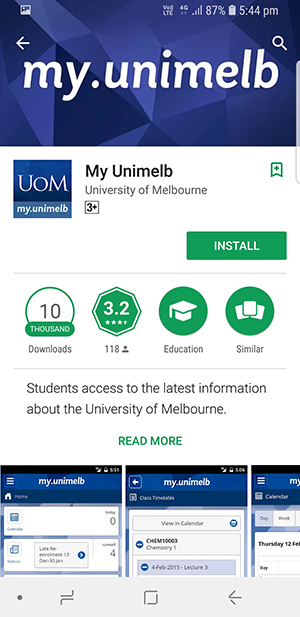 Vo)) LTE 4G 87% 5:44 pm
my.unimelb
UOM
my.unimelb
My Unimelb
University of Melbourne
3+
INSTALL
10
THOUSAND
Downloads
3.2
118
Education
Similar
Students access to the latest information
about the University of Melbourne.
READ MORE
5:51
my.unimelb
Home
Calendar
today
0
Late Re-
enrolment 13
Dec-30 Jan
unread
4
5:06
my.unimelb
Class Timetable
View in Calendar
CHEM10003
Chemistry 1
4-Feb-2015 - Lecture 3
Calendar
Day
Week
Thursday 12 F